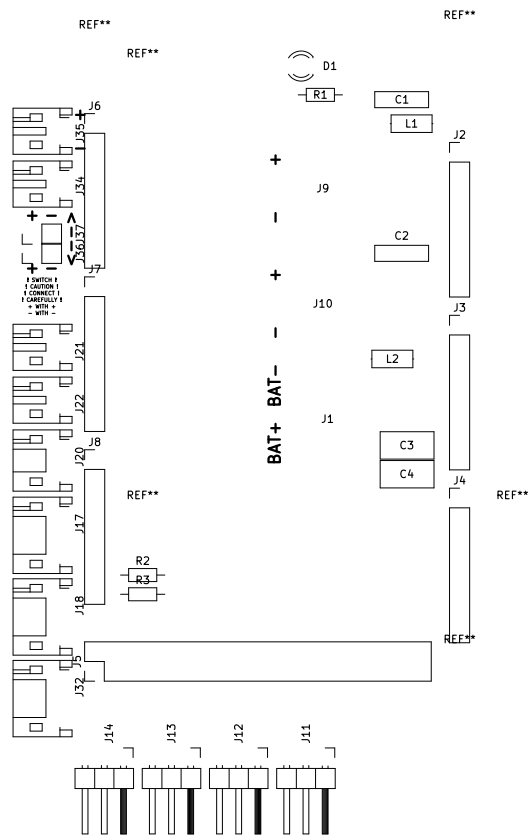 REF**
REF**
REF**
D1
R1
C1
J6
+
L1
J35
J2
−
+
J34
J9
+ −
<-->
−
J37
C2
J36
+ −
J7
+
! SWITCH !
! CAUTION !
! CONNECT !
! CAREFULLY !
+ WITH +
- WITH -
J10
J3
−
J21
L2
BAT-
J22
J1
BAT+
J8
C3
J20
C4
J4
REF**
REF**
J17
R2
R3
J18
REF**
J5
J32
J14
J13
J12
J11